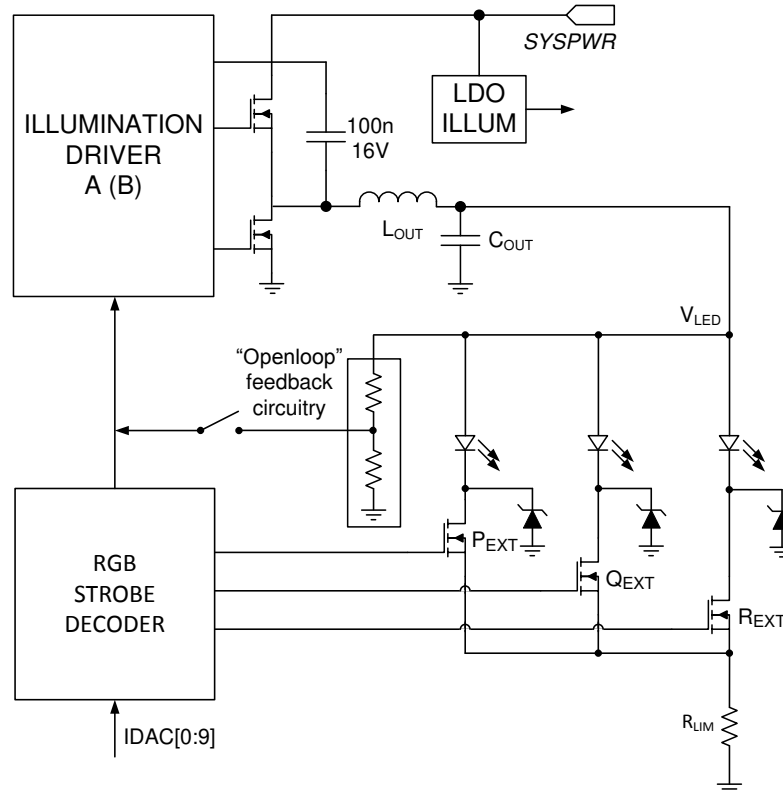 SYSPWR
ILLUMINATION
DRIVER
A (B)
LDO
ILLUM
100n
16V
LOUT
COUT
VLED
“Openloop”
feedback
circuitry
PEXT
QEXT
REXT
RGB
STROBE
DECODER
RLIM
IDAC[0:9]